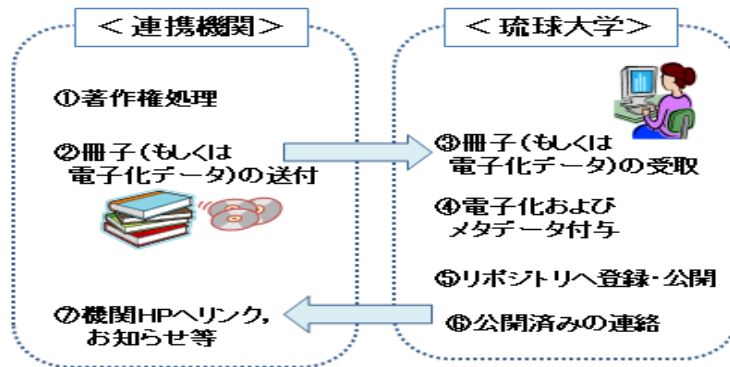 ＜連携機関＞
①著作権処理
②冊子(もしくは
電子化データ)の送付
⑦機関HPへリンク,
お知らせ等
＜琉球大学＞
③冊子(もしくは
電子化データ)の受取
④電子化および
メタデータ付与
⑤リポジトリへ登録・公開
⑥公開済みの連絡